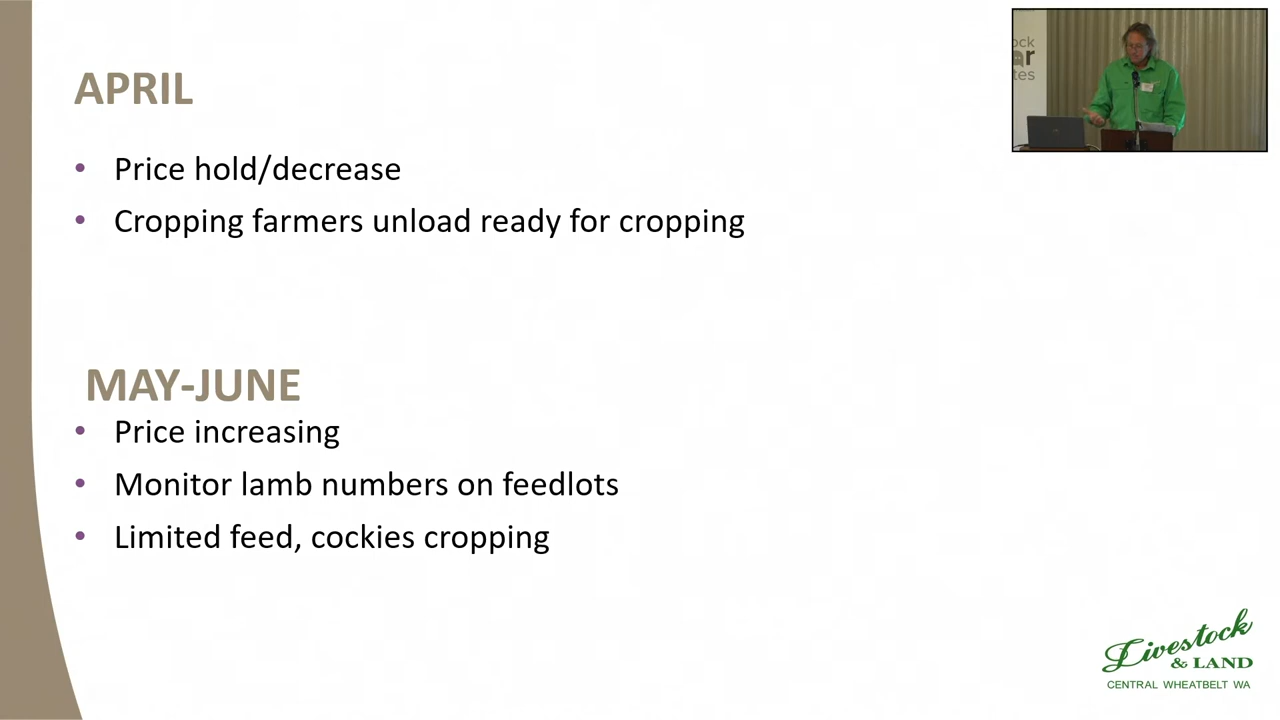 APRIL
• Price hold/decrease
• Cropping farmers unload ready for cropping
MAY-JUNE
• Price increasing
• Monitor lamb numbers on feedlots
• Limited feed, cockies cropping
Livestock
& LAND
CENTRAL WHEATBELT WA